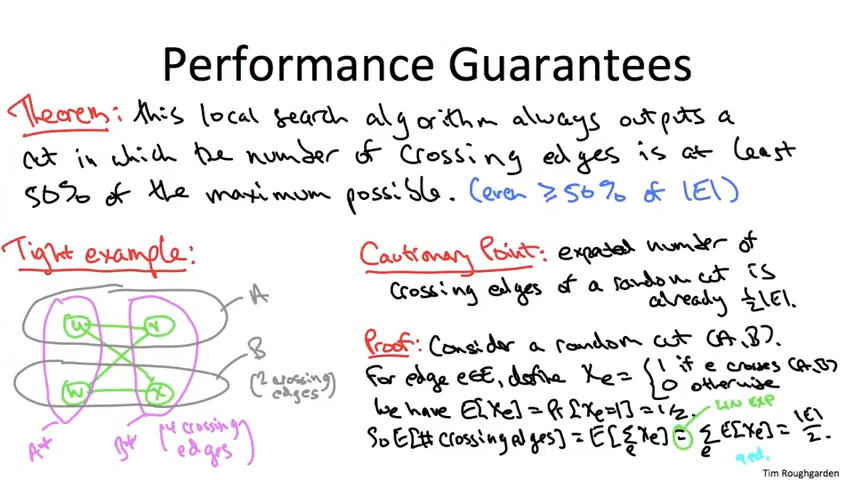 Performance Guarantees
Theorem: this local search algorithm always outputs a
cut in which the number of crossing edges is at least
50% of the maximum possible. (even ≥ 50% of |E|)
Tight example:
u v
w x
A
B
(2 crossing
edges)
A* B* (4 crossing
edges)
Cautionary Point: expected number of
crossing edges of a random cut is
already ½|E|.
Proof: Consider a random cut (A,B).
For edge e∈E, define Xe = { 1 if e crosses (A,B)
0 otherwise
We have E[Xe] = Pr[Xe=1] = 1/2.
LIN EXP
So E[# crossing edges] = E[∑e Xe] = ∑e E[Xe] = |E|/2.
qed.
Tim Roughgarden